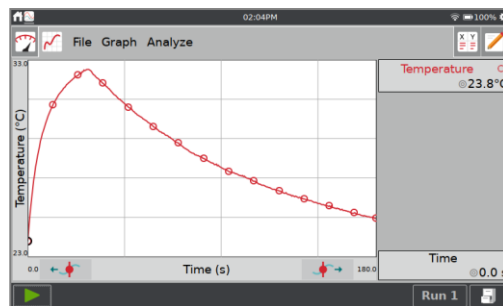 02:04PM
100%
File Graph Analyze
X Y
33.0
Temperature (°C)
23.0
0.0
Time (s)
180.0
Temperature
23.8°C
Time
0.0 s
Run 1